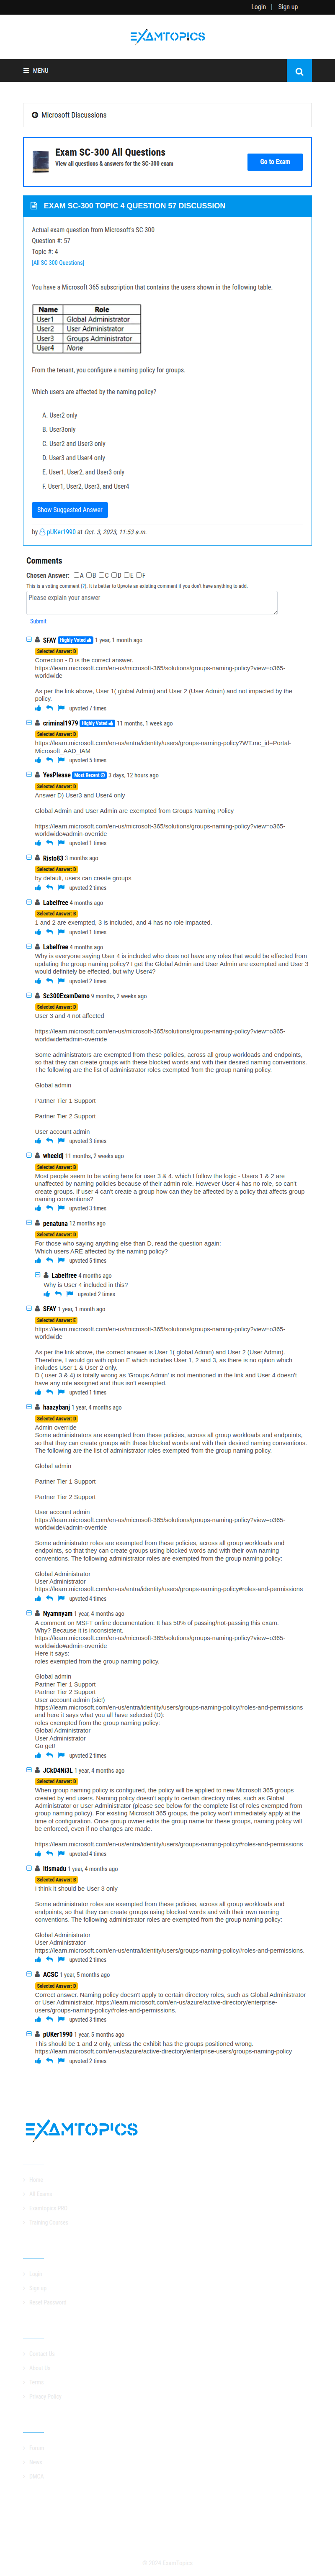 Login | Sign up
EXAMTOPICS
MENU
Microsoft Discussions
Exam SC-300 All Questions
View all questions & answers for the SC-300 exam
Go to Exam
EXAM SC-300 TOPIC 4 QUESTION 57 DISCUSSION
Actual exam question from Microsoft's SC-300
Question #: 57
Topic #: 4
[All SC-300 Questions]
You have a Microsoft 365 subscription that contains the users shown in the following table.
Name Role
User1 Global Administrator
User2 User Administrator
User3 Groups Administrator
User4 None
From the tenant, you configure a naming policy for groups.
Which users are affected by the naming policy?
A. User2 only
B. User3only
C. User2 and User3 only
D. User3 and User4 only
E. User1, User2, and User3 only
F. User1, User2, User3, and User4
Show Suggested Answer
by pUKer1990 at Oct. 3, 2023, 11:53 a.m.
Comments
Chosen Answer: A B C D E F
This is a voting comment (?). It is better to Upvote an existing comment if you don't have anything to add.
Please explain your answer
Submit
SFAY Highly Voted 1 year, 1 month ago
Selected Answer: D
Correction - D is the correct answer.
https://learn.microsoft.com/en-us/microsoft-365/solutions/groups-naming-policy?view=o365-
worldwide
As per the link above, User 1( global Admin) and User 2 (User Admin) and not impacted by the
policy.
upvoted 7 times
criminal1979 Highly Voted 11 months, 1 week ago
Selected Answer: D
https://learn.microsoft.com/en-us/entra/identity/users/groups-naming-policy?WT.mc_id=Portal-
Microsoft_AAD_IAM
upvoted 5 times
YesPlease Most Recent 3 days, 12 hours ago
Selected Answer: D
Answer D) User3 and User4 only
Global Admin and User Admin are exempted from Groups Naming Policy
https://learn.microsoft.com/en-us/microsoft-365/solutions/groups-naming-policy?view=o365-
worldwide#admin-override
upvoted 1 times
Risto83 3 months ago
Selected Answer: D
by default, users can create groups
upvoted 2 times
Labelfree 4 months ago
Selected Answer: B
1 and 2 are exempted, 3 is included, and 4 has no role impacted.
upvoted 1 times
Labelfree 4 months ago
Why is everyone saying User 4 is included who does not have any roles that would be effected from
updating the group naming policy? I get the Global Admin and User Admin are exempted and User 3
would definitely be effected, but why User4?
upvoted 2 times
Sc300ExamDemo 9 months, 2 weeks ago
Selected Answer: D
User 3 and 4 not affected
https://learn.microsoft.com/en-us/microsoft-365/solutions/groups-naming-policy?view=o365-
worldwide#admin-override
Some administrators are exempted from these policies, across all group workloads and endpoints,
so that they can create groups with these blocked words and with their desired naming conventions.
The following are the list of administrator roles exempted from the group naming policy.
Global admin
Partner Tier 1 Support
Partner Tier 2 Support
User account admin
upvoted 3 times
wheeldj 11 months, 2 weeks ago
Selected Answer: B
Most people seem to be voting here for user 3 & 4. which I follow the logic - Users 1 & 2 are
unaffected by naming policies because of their admin role. However User 4 has no role, so can't
create groups. If user 4 can't create a group how can they be affected by a policy that affects group
naming conventions?
upvoted 3 times
penatuna 12 months ago
Selected Answer: D
For those who saying anything else than D, read the question again:
Which users ARE affected by the naming policy?
upvoted 5 times
Labelfree 4 months ago
Why is User 4 included in this?
upvoted 2 times
SFAY 1 year, 1 month ago
Selected Answer: E
https://learn.microsoft.com/en-us/microsoft-365/solutions/groups-naming-policy?view=o365-
worldwide
As per the link above, the correct answer is User 1( global Admin) and User 2 (User Admin).
Therefore, I would go with option E which includes User 1, 2 and 3, as there is no option which
includes User 1 & User 2 only.
D ( user 3 & 4) is totally wrong as 'Groups Admin' is not mentioned in the link and User 4 doesn't
have any role assigned and thus isn't exempted.
upvoted 1 times
haazybanj 1 year, 4 months ago
Selected Answer: D
Admin override
Some administrators are exempted from these policies, across all group workloads and endpoints,
so that they can create groups with these blocked words and with their desired naming conventions.
The following are the list of administrator roles exempted from the group naming policy.
Global admin
Partner Tier 1 Support
Partner Tier 2 Support
User account admin
https://learn.microsoft.com/en-us/microsoft-365/solutions/groups-naming-policy?view=o365-
worldwide#admin-override
Some administrator roles are exempted from these policies, across all group workloads and
endpoints, so that they can create groups using blocked words and with their own naming
conventions. The following administrator roles are exempted from the group naming policy:
Global Administrator
User Administrator
https://learn.microsoft.com/en-us/entra/identity/users/groups-naming-policy#roles-and-permissions
upvoted 4 times
Nyamnyam 1 year, 4 months ago
A comment on MSFT online documentation: It has 50% of passing/not-passing this exam.
Why? Because it is inconsistent.
https://learn.microsoft.com/en-us/microsoft-365/solutions/groups-naming-policy?view=o365-
worldwide#admin-override
Here it says:
roles exempted from the group naming policy.
Global admin
Partner Tier 1 Support
Partner Tier 2 Support
User account admin (sic!)
https://learn.microsoft.com/en-us/entra/identity/users/groups-naming-policy#roles-and-permissions
and here it says what you all have selected (D):
roles exempted from the group naming policy:
Global Administrator
User Administrator
Go get!
upvoted 2 times
JCkD4Ni3L 1 year, 4 months ago
Selected Answer: D
When group naming policy is configured, the policy will be applied to new Microsoft 365 groups
created by end users. Naming policy doesn't apply to certain directory roles, such as Global
Administrator or User Administrator (please see below for the complete list of roles exempted from
group naming policy). For existing Microsoft 365 groups, the policy won't immediately apply at the
time of configuration. Once group owner edits the group name for these groups, naming policy will
be enforced, even if no changes are made.
https://learn.microsoft.com/en-us/entra/identity/users/groups-naming-policy#roles-and-permissions
upvoted 4 times
itismadu 1 year, 4 months ago
Selected Answer: B
I think it should be User 3 only
Some administrator roles are exempted from these policies, across all group workloads and
endpoints, so that they can create groups using blocked words and with their own naming
conventions. The following administrator roles are exempted from the group naming policy:
Global Administrator
User Administrator
https://learn.microsoft.com/en-us/entra/identity/users/groups-naming-policy#roles-and-permissions.
upvoted 2 times
ACSC 1 year, 5 months ago
Selected Answer: D
Correct answer. Naming policy doesn't apply to certain directory roles, such as Global Administrator
or User Administrator. https://learn.microsoft.com/en-us/azure/active-directory/enterprise-
users/groups-naming-policy#roles-and-permissions.
upvoted 3 times
pUKer1990 1 year, 5 months ago
This should be 1 and 2 only, unless the exhibit has the groups positioned wrong.
https://learn.microsoft.com/en-us/azure/active-directory/enterprise-users/groups-naming-policy
upvoted 2 times
EXAMTOPICS
Login
Sign up
Contact Us
About Us
Privacy Policy
DMCA
© 2024 ExamTopics